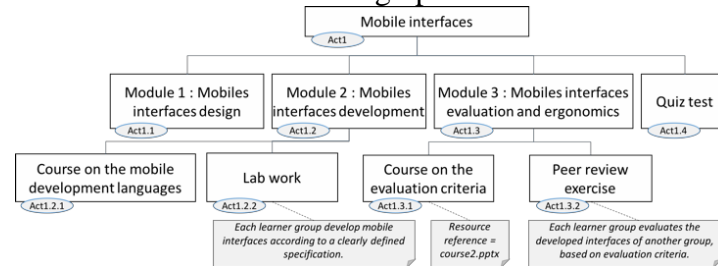 Mobile interfaces
Act1
Module 1 : Mobiles
interfaces design
Act1.1
Module 2 : Mobiles
interfaces development
Act1.2
Module 3 : Mobiles interfaces
evaluation and ergonomics
Act1.3
Quiz test
Act1.4
Course on the mobile
development languages
Act1.2.1
Lab work
Act1.2.2
Course on the
evaluation criteria
Act1.3.1
Peer review
exercise
Act1.3.2
Each learner group develop mobile
interfaces according to a clearly defined
specification.
Resource
reference =
course2.pptx
Each learner group evaluates the
developed interfaces of another group,
based on evaluation criteria.